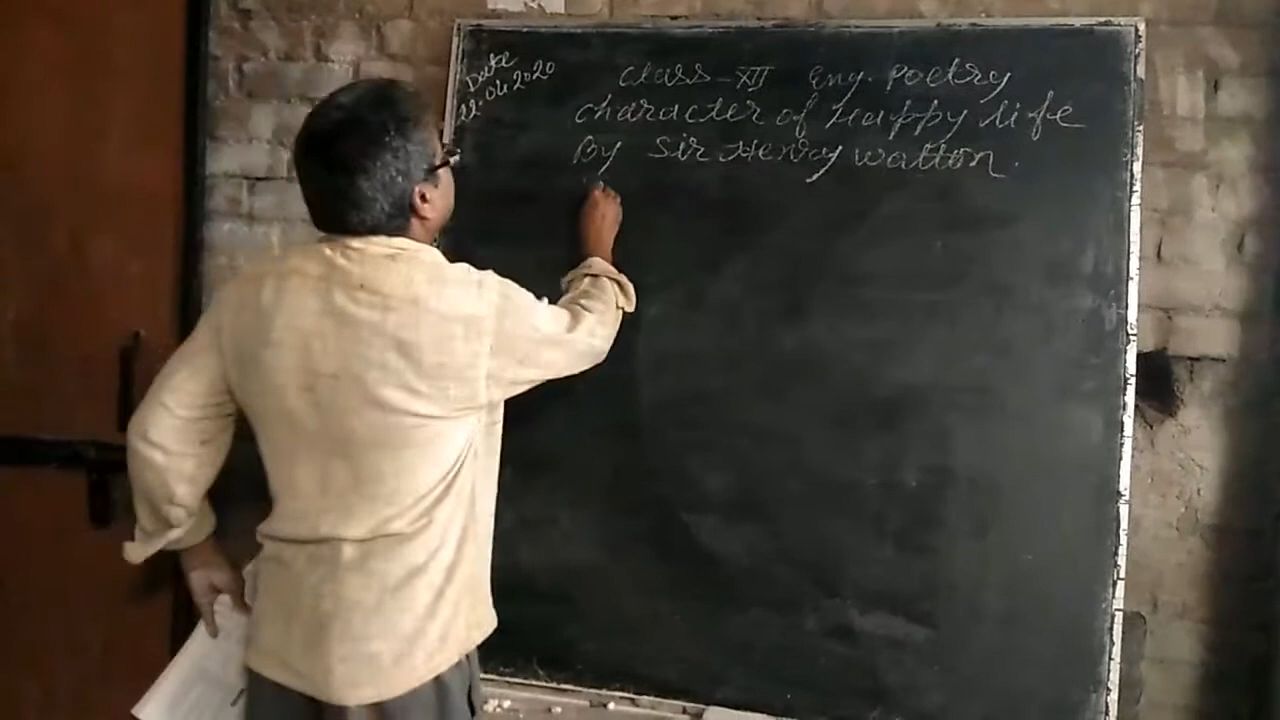 Date
22.04.2020
Class-XII Eng. Poetry
Character of Happy life
By Sir Henry Watton.